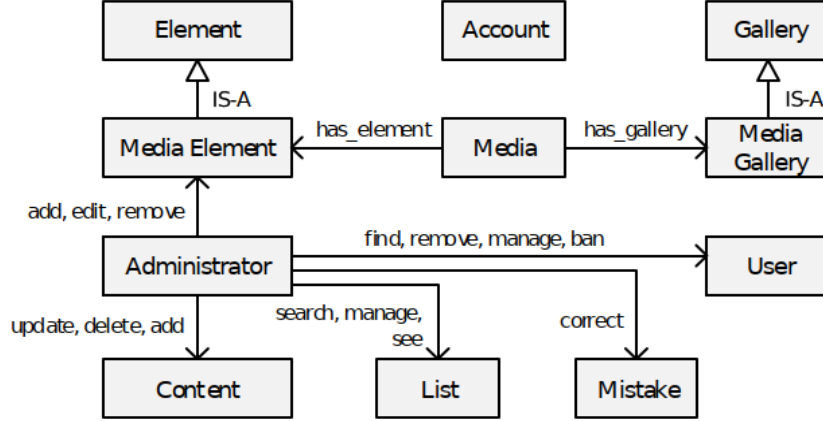 Element
Account
Gallery
IS-A
IS-A
has_element
has_gallery
Media Element
Media
Media
Gallery
add, edit, remove
find, remove, manage, ban
Administrator
User
update, delete, add
search, manage,
see
correct
Content
List
Mistake